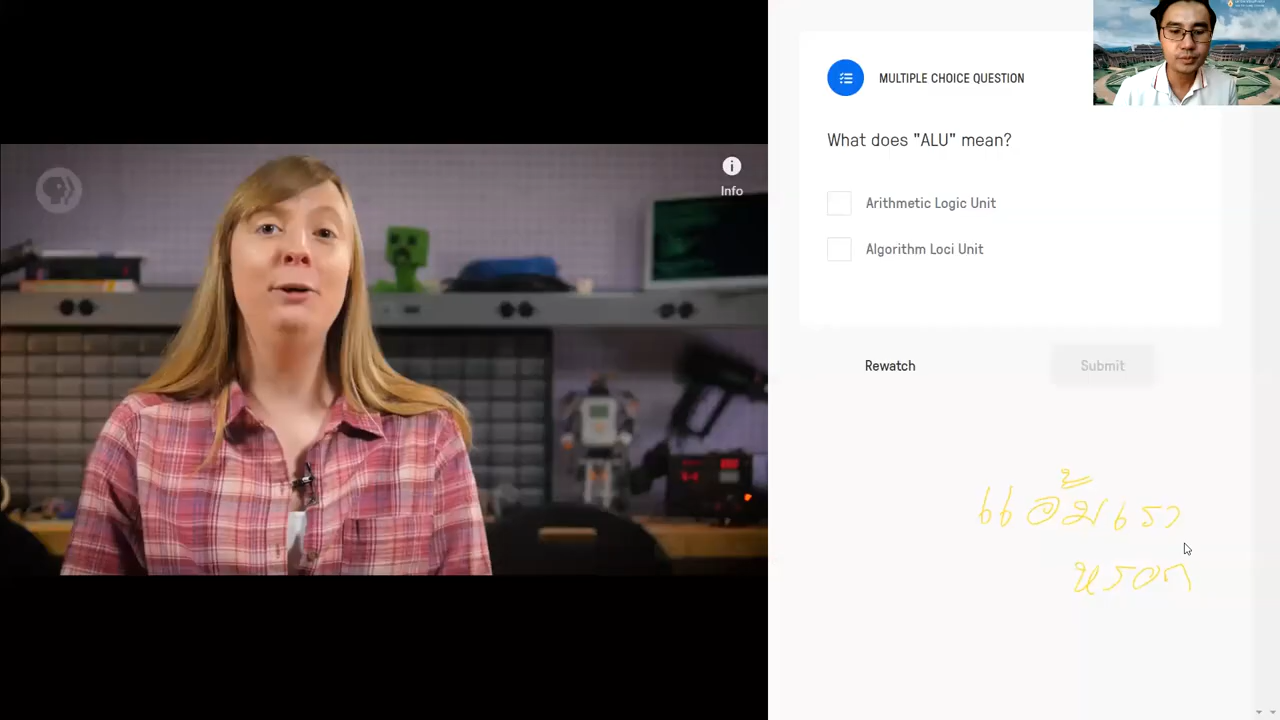 Info
MULTIPLE CHOICE QUESTION
What does "ALU" mean?
Arithmetic Logic Unit
Algorithm Loci Unit
Rewatch
Submit